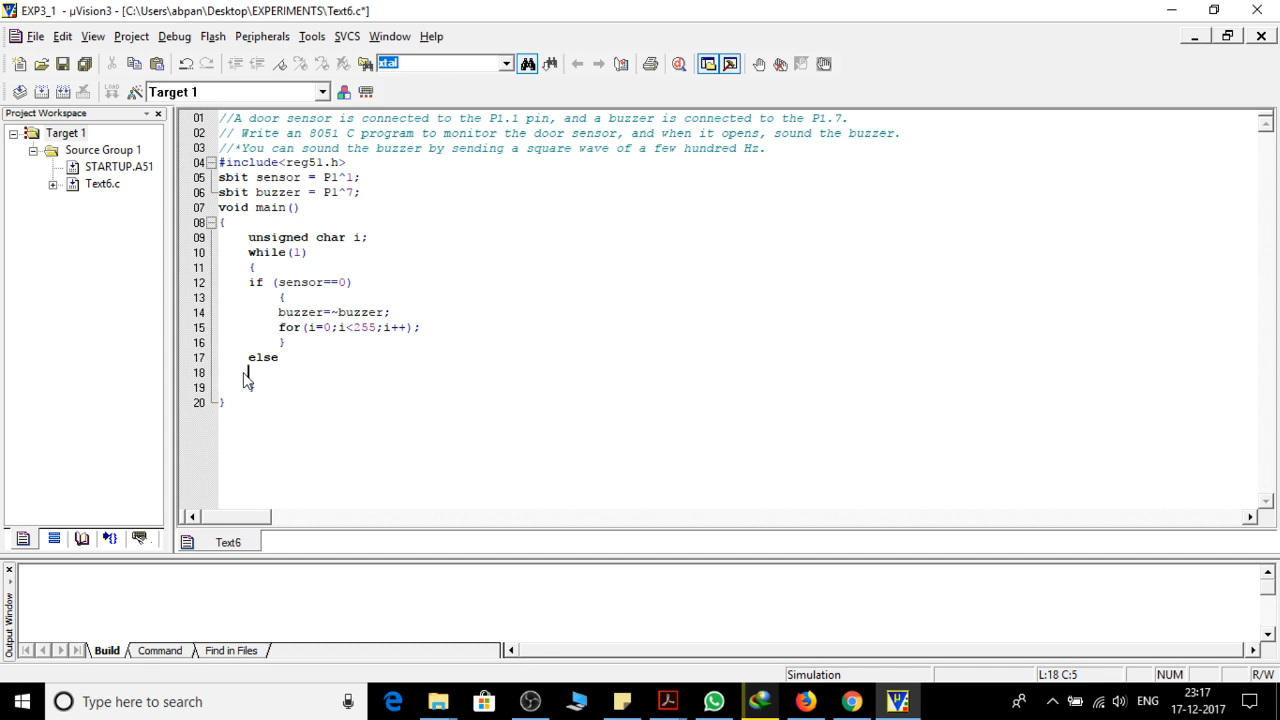 EXP3_1 - µVision3 - [C:\Users\abpan\Desktop\EXPERIMENTS\Text6.c*]
File Edit View Project Debug Flash Peripherals Tools SVCS Window Help
xtal
LOAD Target 1
Project Workspace
Target 1
Source Group 1
STARTUP.A51
Text6.c
01 //A door sensor is connected to the P1.1 pin, and a buzzer is connected to the P1.7.
02 // Write an 8051 C program to monitor the door sensor, and when it opens, sound the buzzer.
03 //*You can sound the buzzer by sending a square wave of a few hundred Hz.
04 #include<reg51.h>
05 sbit sensor = P1^1;
06 sbit buzzer = P1^7;
07 void main()
08 {
09 unsigned char i;
10 while(1)
11 {
12 if (sensor==0)
13 {
14 buzzer=~buzzer;
15 for(i=0;i<255;i++);
16 }
17 else
18
19 }
20 }
Text6
Output Window
Build Command Find in Files
Simulation L:18 C:5 NUM R/W
Type here to search
ENG 23:17
17-12-2017